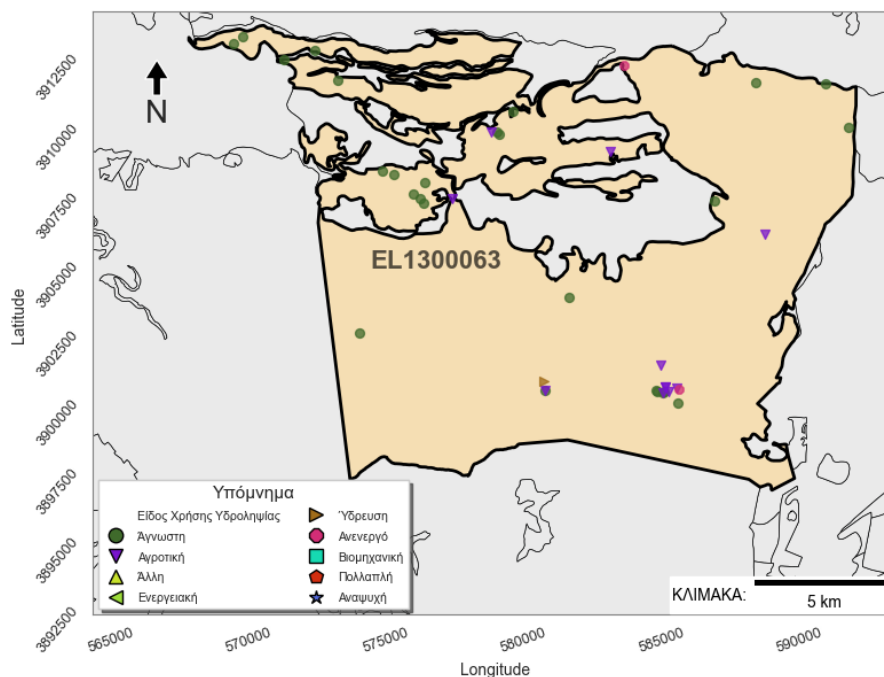 3912500
3910000
3907500
3905000
3902500
3900000
3897500
3895000
3892500
Latitude
N
EL1300063
Υπόμνημα
Είδος Χρήσης Υδροληψίας
Άγνωστη
Αγροτική
Άλλη
Ενεργειακή
Ύδρευση
Ανενεργό
Βιομηχανική
Πολλαπλή
Αναψυχή
ΚΛΙΜΑΚΑ:
5 km
565000
570000
575000
580000
585000
590000
Longitude